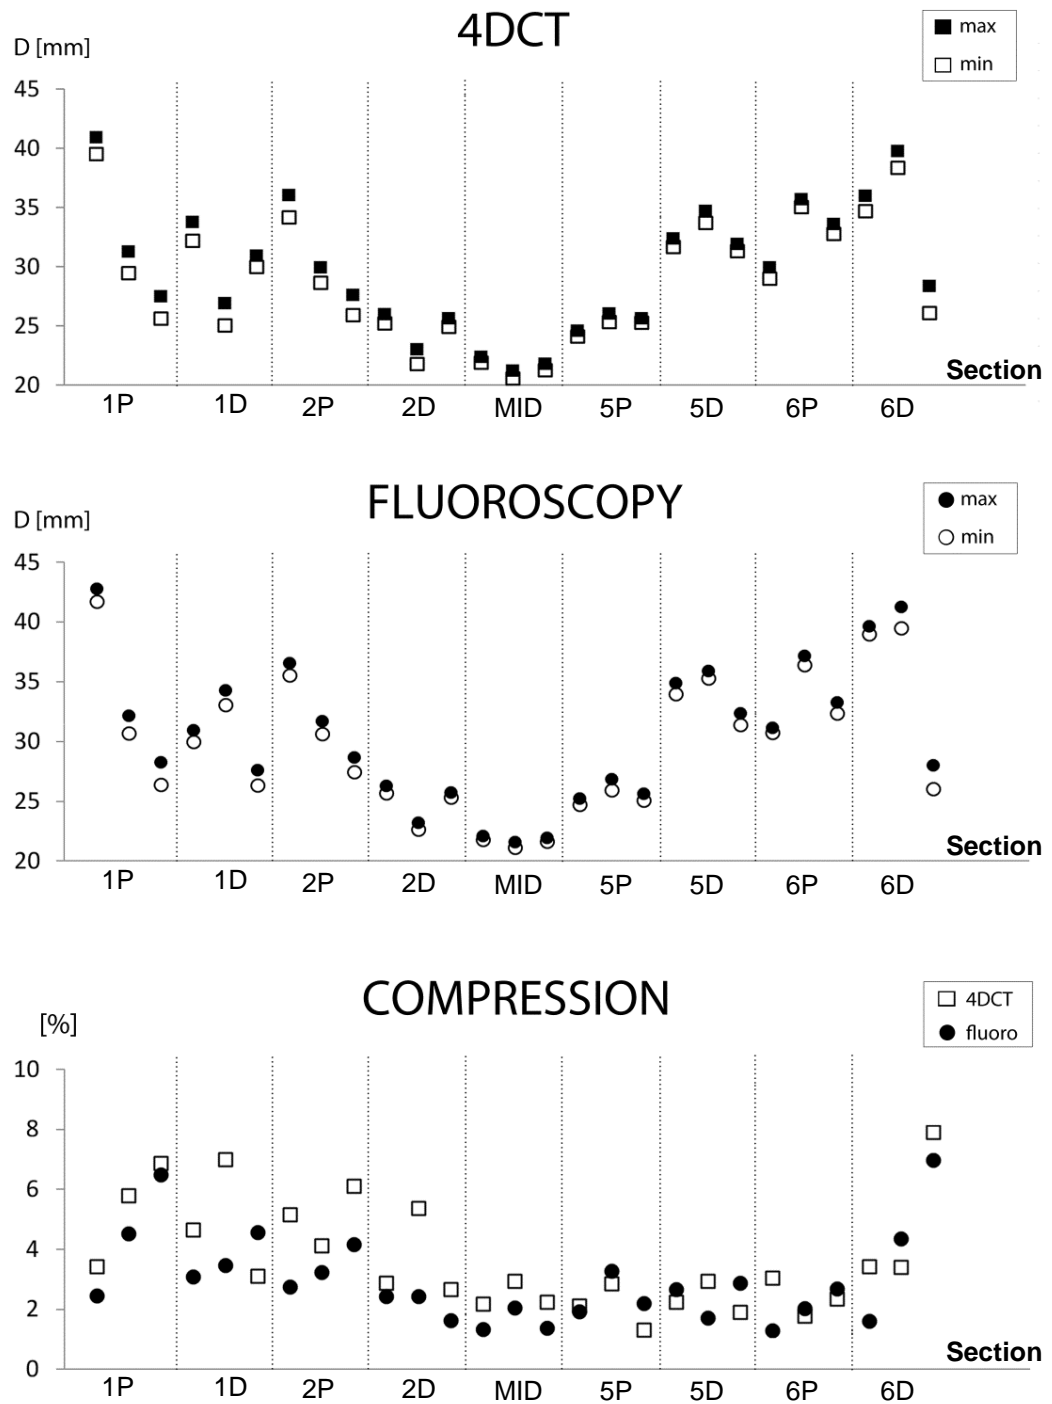 4DCT
D [mm]
max
min
45
40
35
30
25
20
Section
1P 1D 2P 2D MID 5P 5D 6P 6D
FLUOROSCOPY
D [mm]
max
min
45
40
35
30
25
20
Section
1P 1D 2P 2D MID 5P 5D 6P 6D
COMPRESSION
[%]
4DCT
fluoro
10
8
6
4
2
0
Section
1P 1D 2P 2D MID 5P 5D 6P 6D